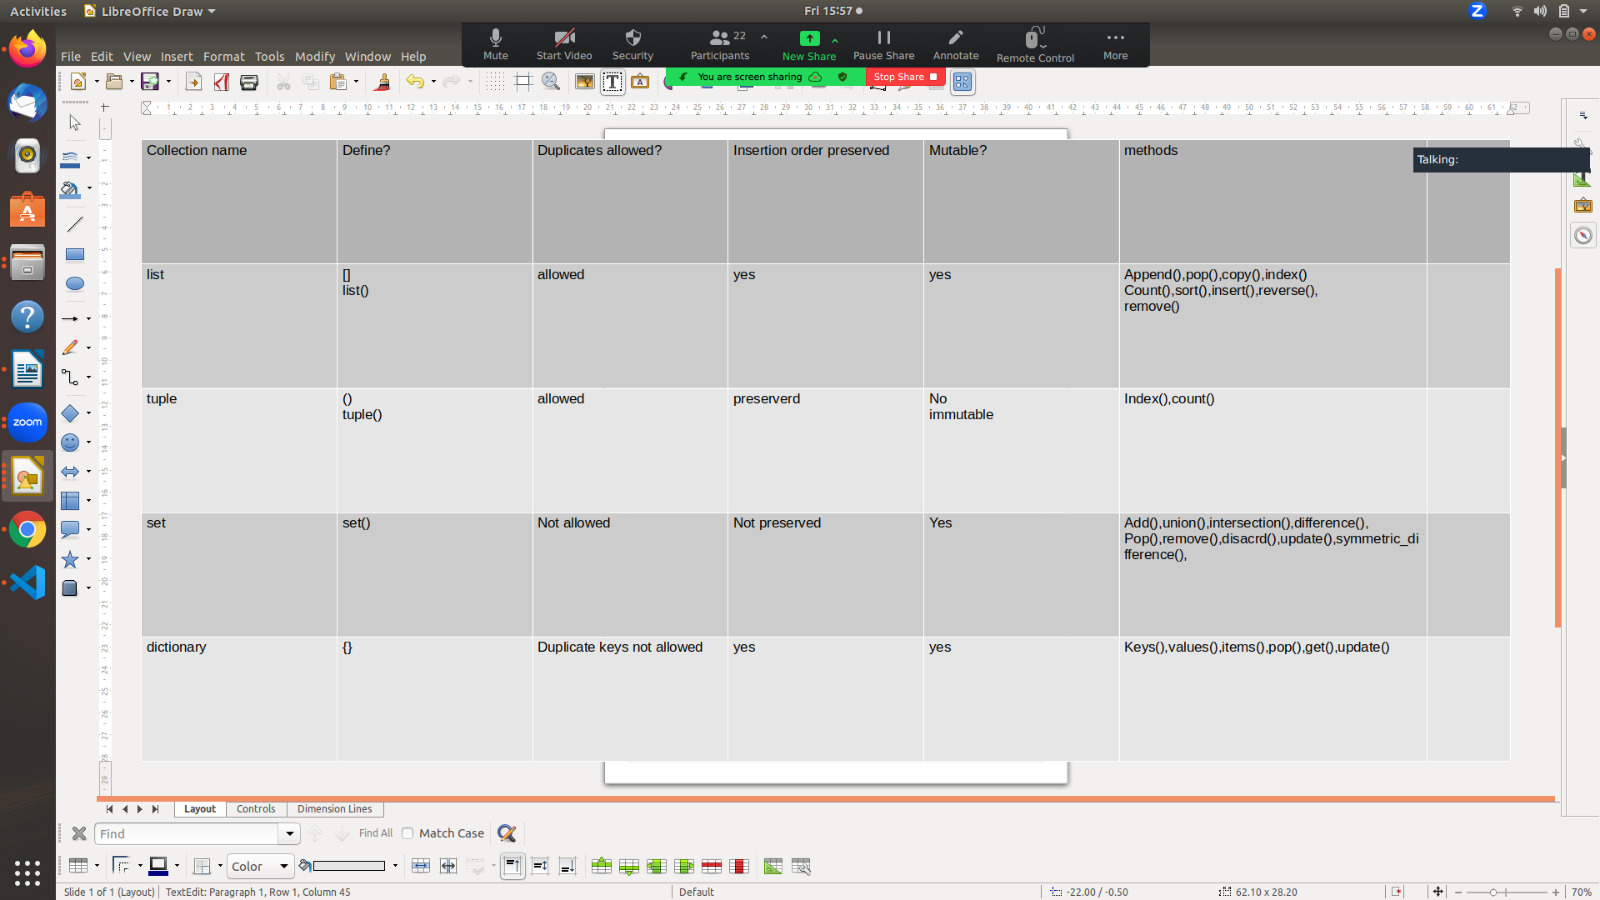 Activities LibreOffice Draw Fri 15:57
Mute Start Video Security Participants 22 New Share Pause Share Annotate Remote Control More
File Edit View Insert Format Tools Modify Window Help
You are screen sharing Stop Share
Talking:
Collection name Define? Duplicates allowed? Insertion order preserved Mutable? methods
list [] allowed yes yes Append(),pop(),copy(),index()
list() Count(),sort(),insert(),reverse(),
remove()
tuple () allowed preserverd No Index(),count()
tuple() immutable
set set() Not allowed Not preserved Yes Add(),union(),intersection(),difference(),
Pop(),remove(),disacrd(),update(),symmetric_di
fference(),
dictionary {} Duplicate keys not allowed yes yes Keys(),values(),items(),pop(),get(),update()
zoom
Layout Controls Dimension Lines
Find Find All Match Case
Color
Slide 1 of 1 (Layout) TextEdit: Paragraph 1, Row 1, Column 45 Default -22.00 / -0.50 62.10 x 28.20 70%